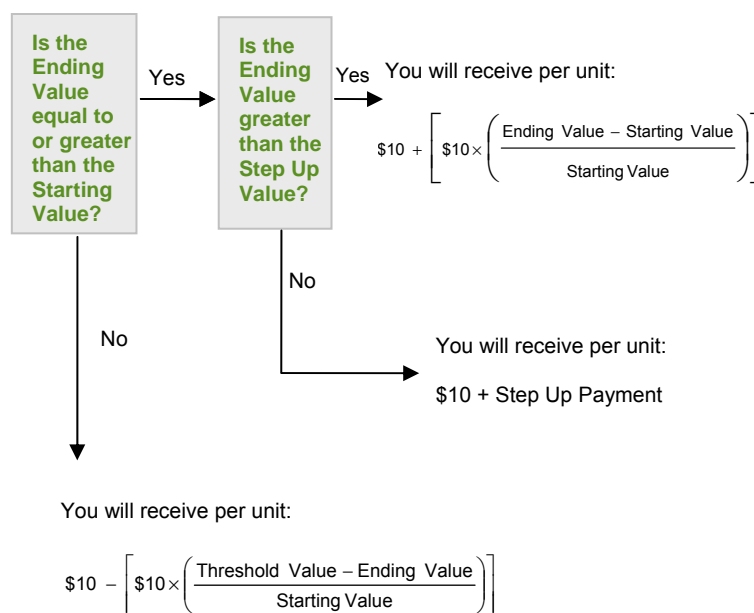 Is the
Ending
Value
equal to
or greater
than the
Starting
Value?
Yes
Is the
Ending
Value
greater
than the
Step Up
Value?
Yes
You will receive per unit:
$10 + [ $10 × ( Ending Value – Starting Value
Starting Value ) ]
No
You will receive per unit:
$10 + Step Up Payment
No
You will receive per unit:
$10 – [ $10 × ( Threshold Value – Ending Value
Starting Value ) ]